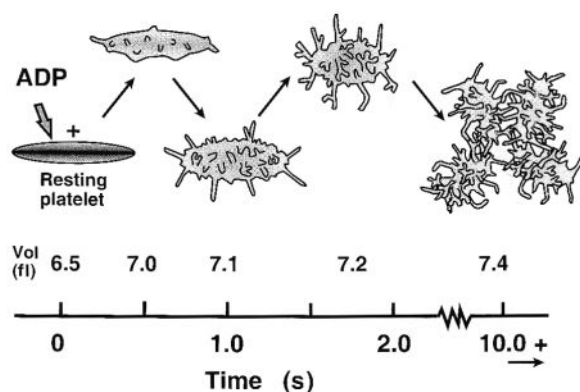 ADP
+
Resting
platelet
Vol
(fl) 6.5 7.0 7.1 7.2 7.4
0 1.0 2.0 10.0 +
Time (s)